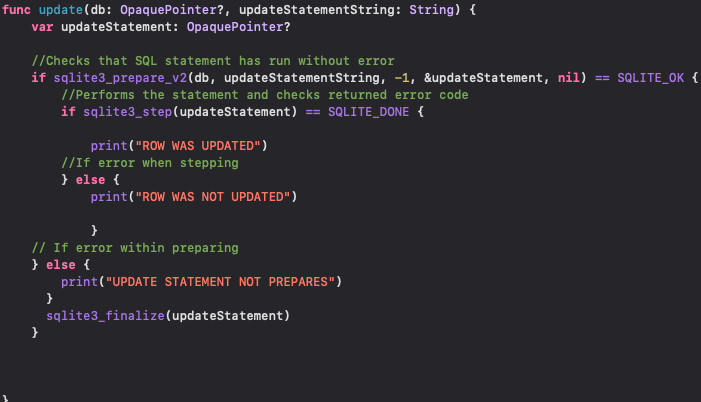 func update(db: OpaquePointer?, updateStatementString: String) {
var updateStatement: OpaquePointer?
//Checks that SQL statement has run without error
if sqlite3_prepare_v2(db, updateStatementString, -1, &updateStatement, nil) == SQLITE_OK {
//Performs the statement and checks returned error code
if sqlite3_step(updateStatement) == SQLITE_DONE {
print("ROW WAS UPDATED")
//If error when stepping
} else {
print("ROW WAS NOT UPDATED")
}
// If error within preparing
} else {
print("UPDATE STATEMENT NOT PREPARES")
}
sqlite3_finalize(updateStatement)
}
}